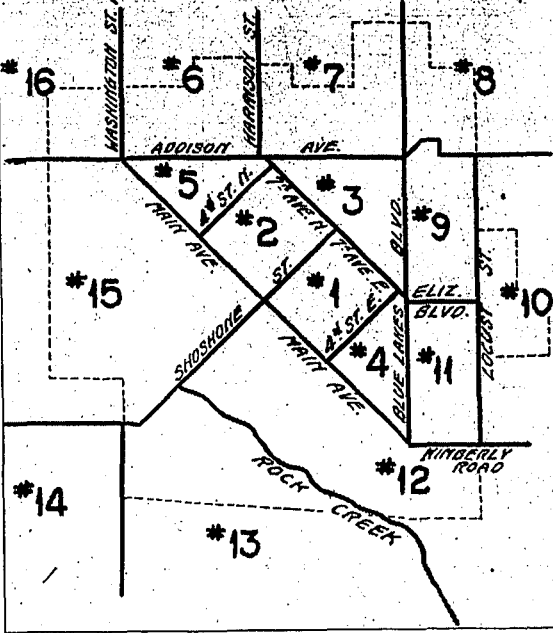 WASHINGTON ST.
HARRISON ST.
#16
#6
#7
#8
ADDISON AVE.
#5
4th ST. N.
7th AVE N.
#3
BLVD.
#9
#2
MAIN AVE.
ST.
7th AVE E.
#15
#1
ELIZ.
BLVD.
LOCUST ST.
#10
SHOSHONE
4th ST. E.
MAIN AVE.
#4
BLUE LAKES
#11
KIMBERLY
ROAD
#12
#14
ROCK CREEK
#13